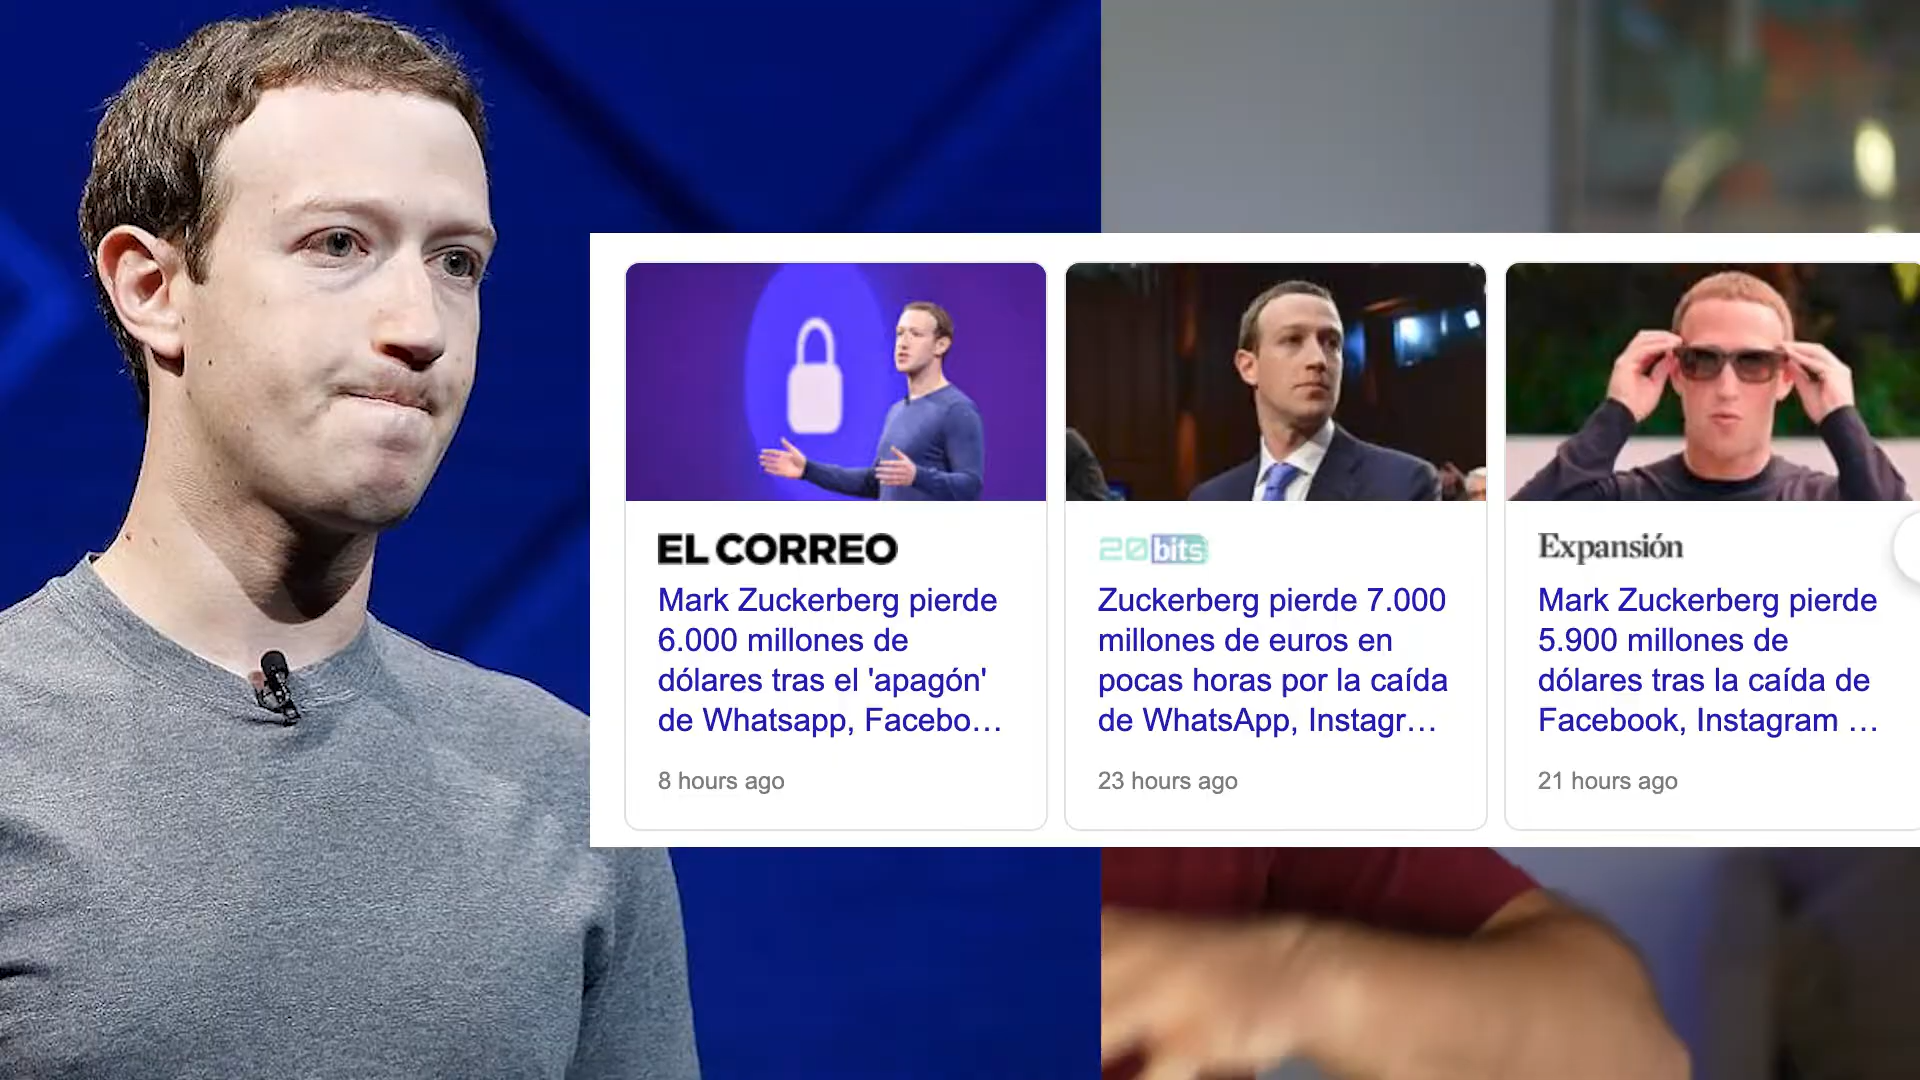 EL CORREO
Mark Zuckerberg pierde
6.000 millones de
dólares tras el 'apagón'
de Whatsapp, Facebo...
8 hours ago
20bits
Zuckerberg pierde 7.000
millones de euros en
pocas horas por la caída
de WhatsApp, Instagr...
23 hours ago
Expansión
Mark Zuckerberg pierde
5.900 millones de
dólares tras la caída de
Facebook, Instagram ...
21 hours ago